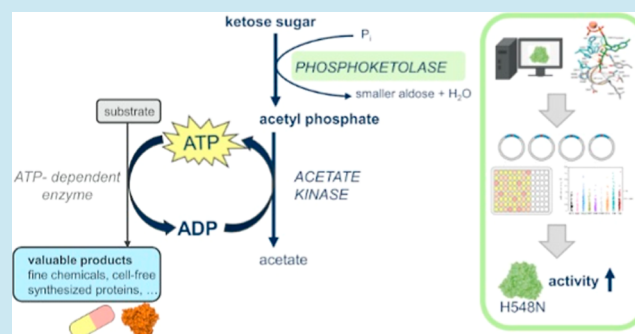 ketose sugar
Pi
PHOSPHOKETOLASE
smaller aldose + H2O
substrate
acetyl phosphate
ATP
ATP- dependent
enzyme
ACETATE
KINASE
ADP
valuable products
fine chemicals, cell-free
synthesized proteins, ...
acetate
activity
H548N